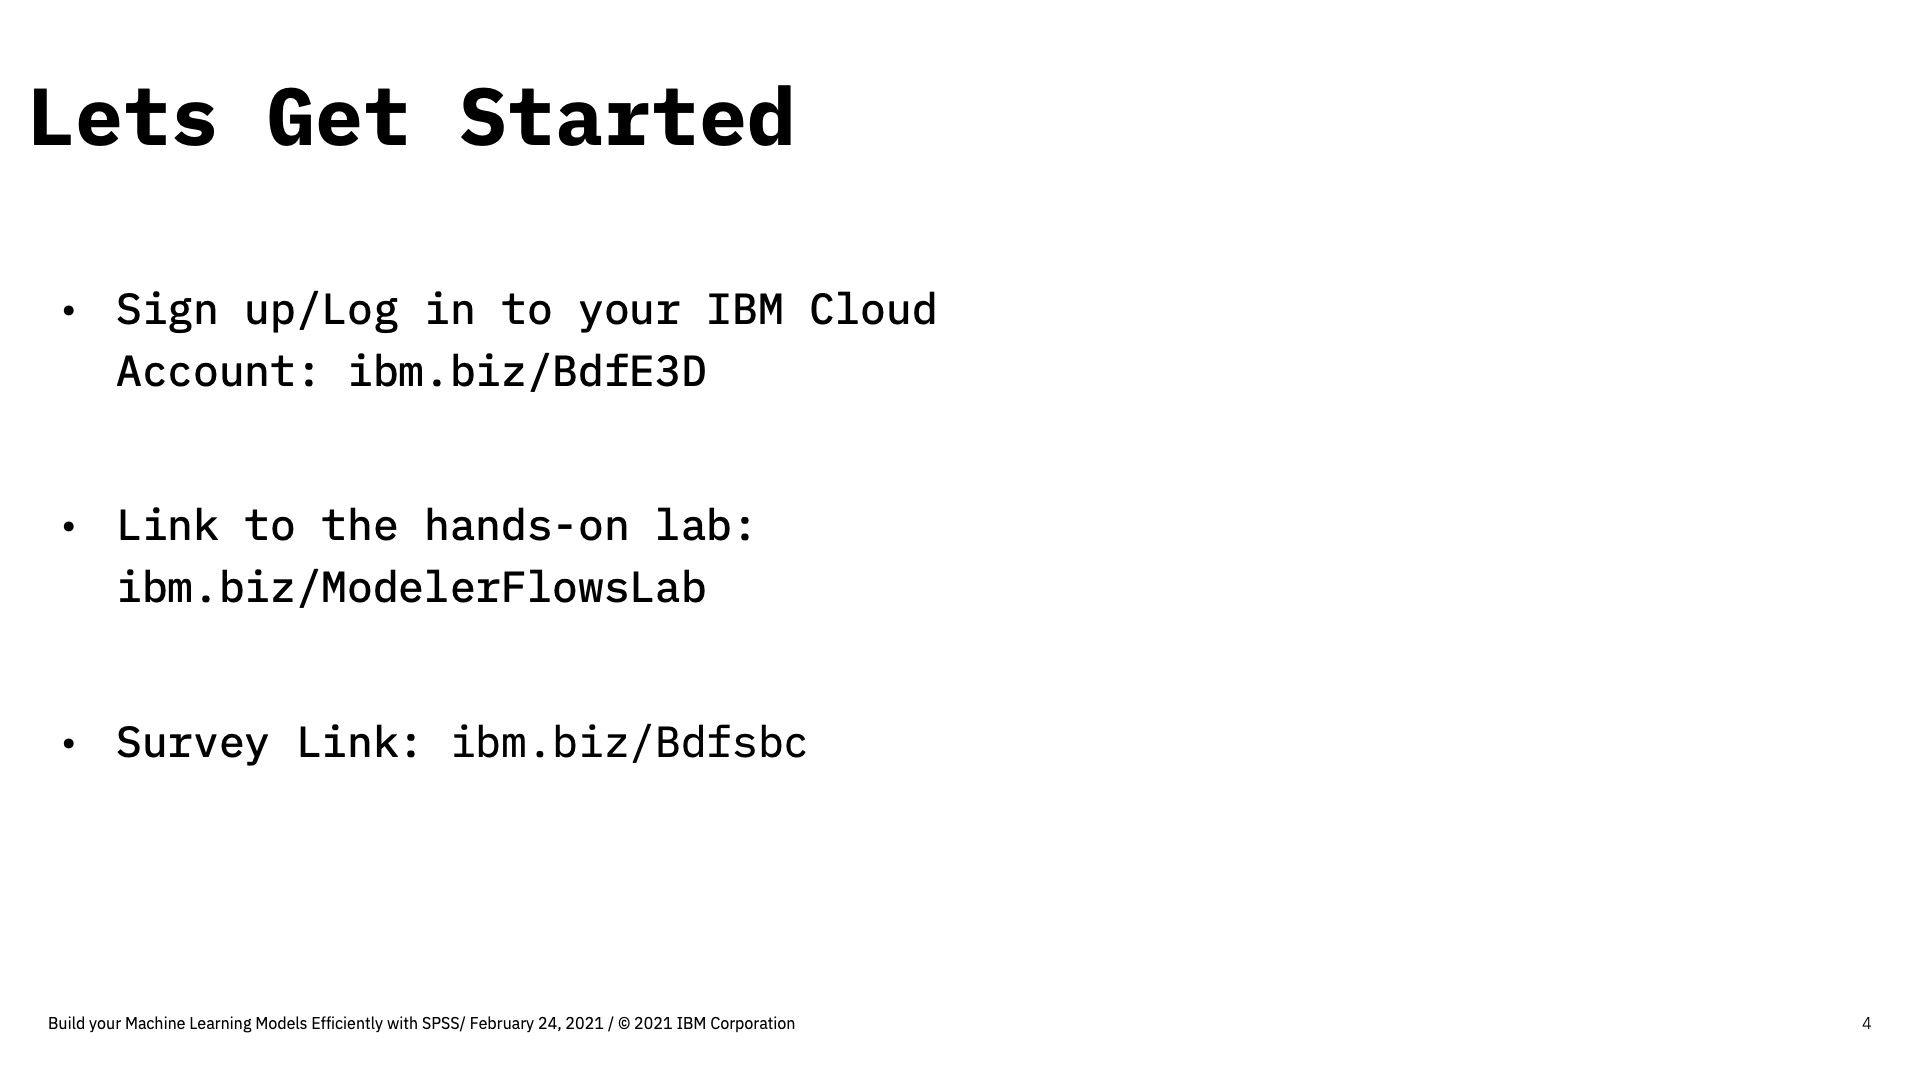 Lets Get Started
• Sign up/Log in to your IBM Cloud
Account: ibm.biz/BdfE3D
• Link to the hands-on lab:
ibm.biz/ModelerFlowsLab
• Survey Link: ibm.biz/Bdfsbc
Build your Machine Learning Models Efficiently with SPSS/ February 24, 2021 / © 2021 IBM Corporation
4